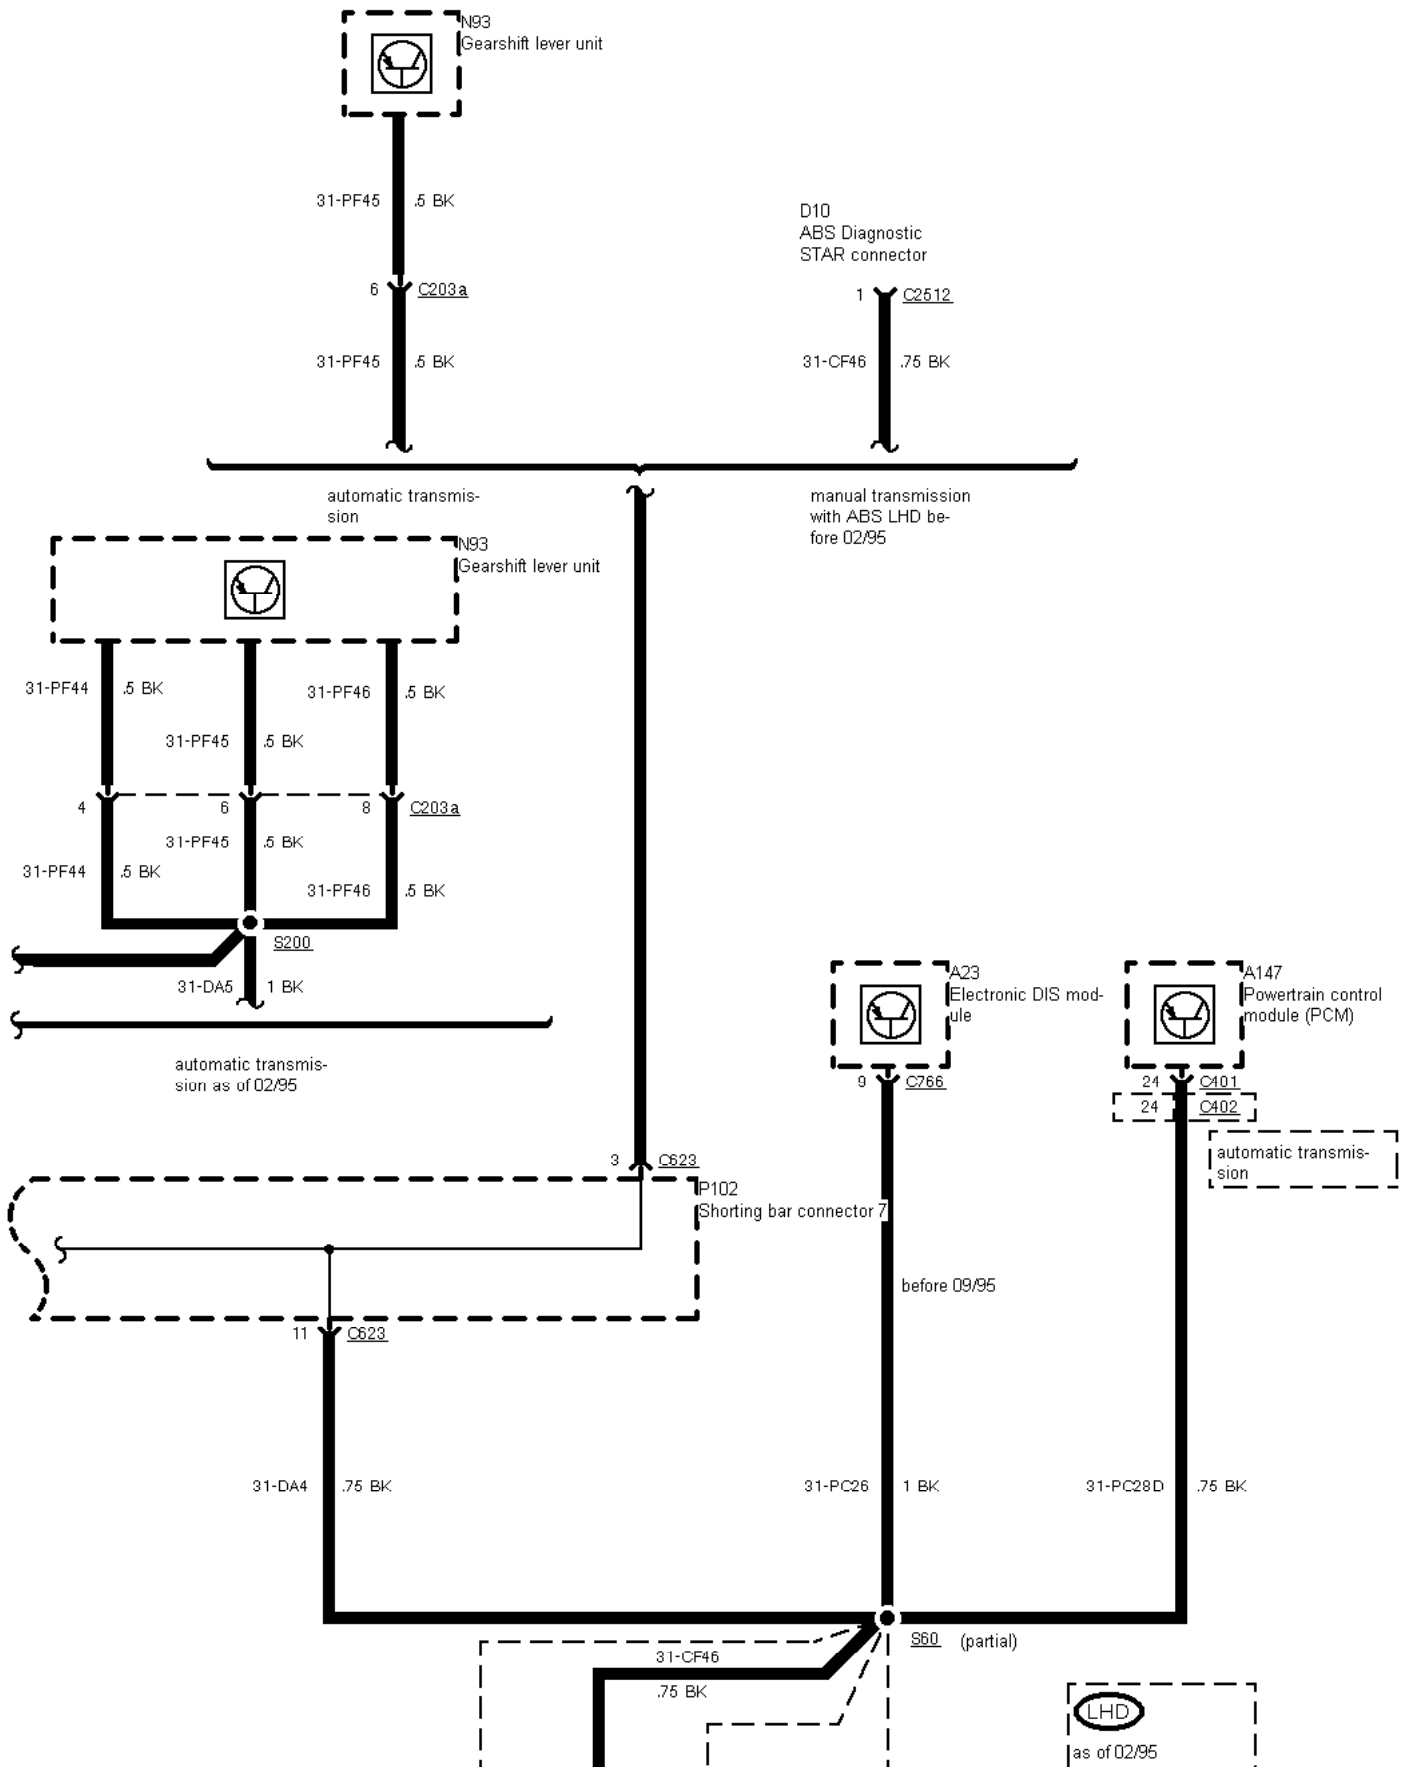 N93
Gearshift lever unit
31-PF45 .5 BK
D10
ABS Diagnostic
STAR connector
6 C203a
1 C2512
31-PF45 .5 BK
31-CF46 .75 BK
automatic transmis-
sion
manual transmission
with ABS LHD be-
fore 02/95
N93
Gearshift lever unit
31-PF44 .5 BK
31-PF46 .5 BK
31-PF45 .5 BK
4 6 8 C203a
31-PF45 .5 BK
31-PF44 .5 BK
31-PF46 .5 BK
S200
31-DA5 1 BK
automatic transmis-
sion as of 02/95
A23
Electronic DIS mod-
ule
A147
Powertrain control
module (PCM)
9 C766
24 C401
24 C402
automatic transmis-
sion
3 C623
P102
Shorting bar connector 7
before 09/95
11 C623
31-DA4 .75 BK
31-PC26 1 BK
31-PC28D .75 BK
S60 (partial)
31-CF46
.75 BK
LHD
as of 02/95